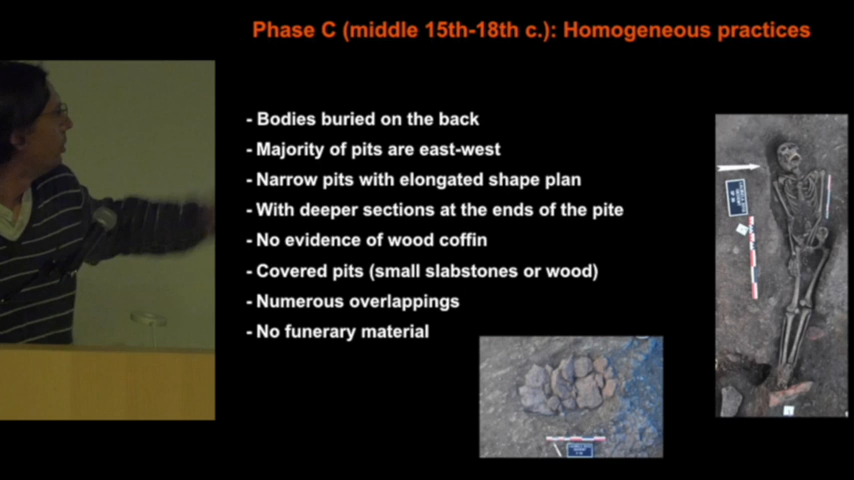 Phase C (middle 15th-18th c.): Homogeneous practices
- Bodies buried on the back
- Majority of pits are east-west
- Narrow pits with elongated shape plan
- With deeper sections at the ends of the pite
- No evidence of wood coffin
- Covered pits (small slabstones or wood)
- Numerous overlappings
- No funerary material